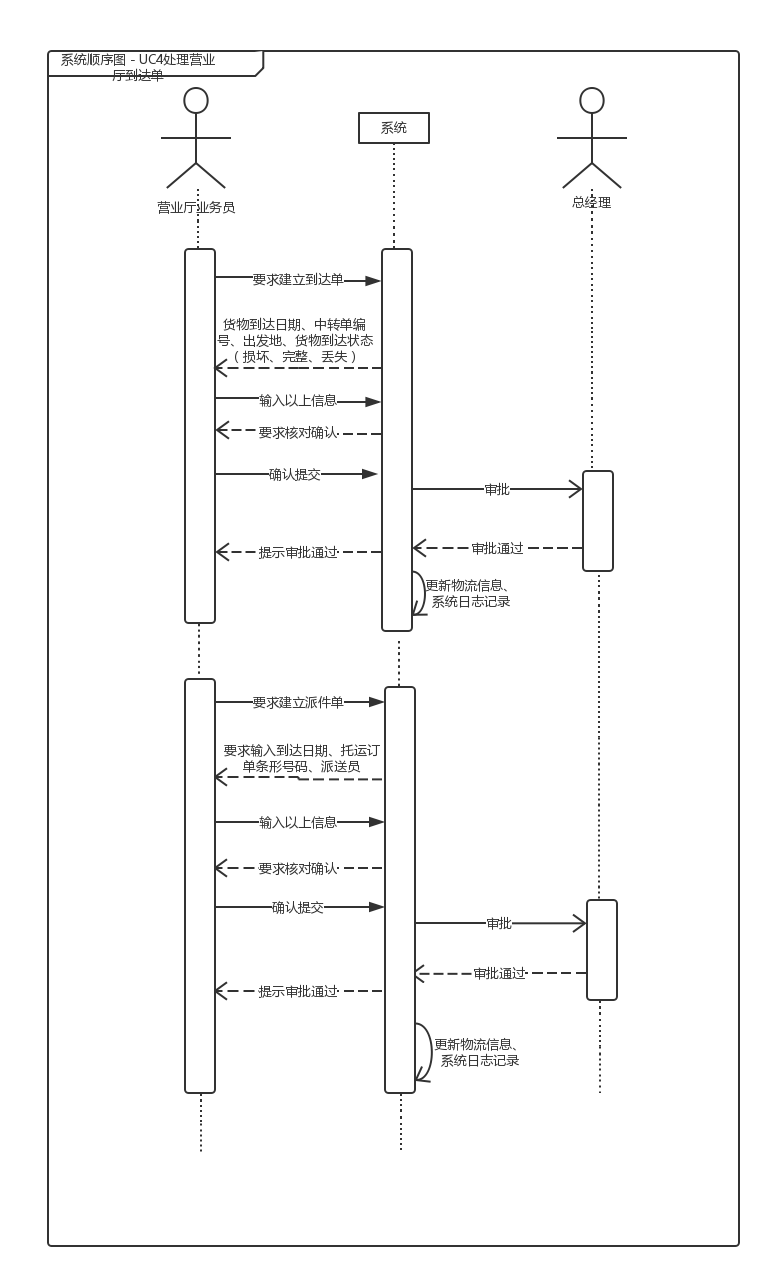 系统顺序图 - UC4处理营业
厅到达单
系统
营业厅业务员
总经理
要求建立到达单
货物到达日期、中转单编
号、出发地、货物到达状态
（损坏、完整、丢失）
输入以上信息
要求核对确认
确认提交
审批
审批通过
提示审批通过
更新物流信息、
系统日志记录
要求建立派件单
要求输入到达日期、托运订
单条形号码、派送员
输入以上信息
要求核对确认
确认提交
审批
审批通过
提示审批通过
更新物流信息、
系统日志记录